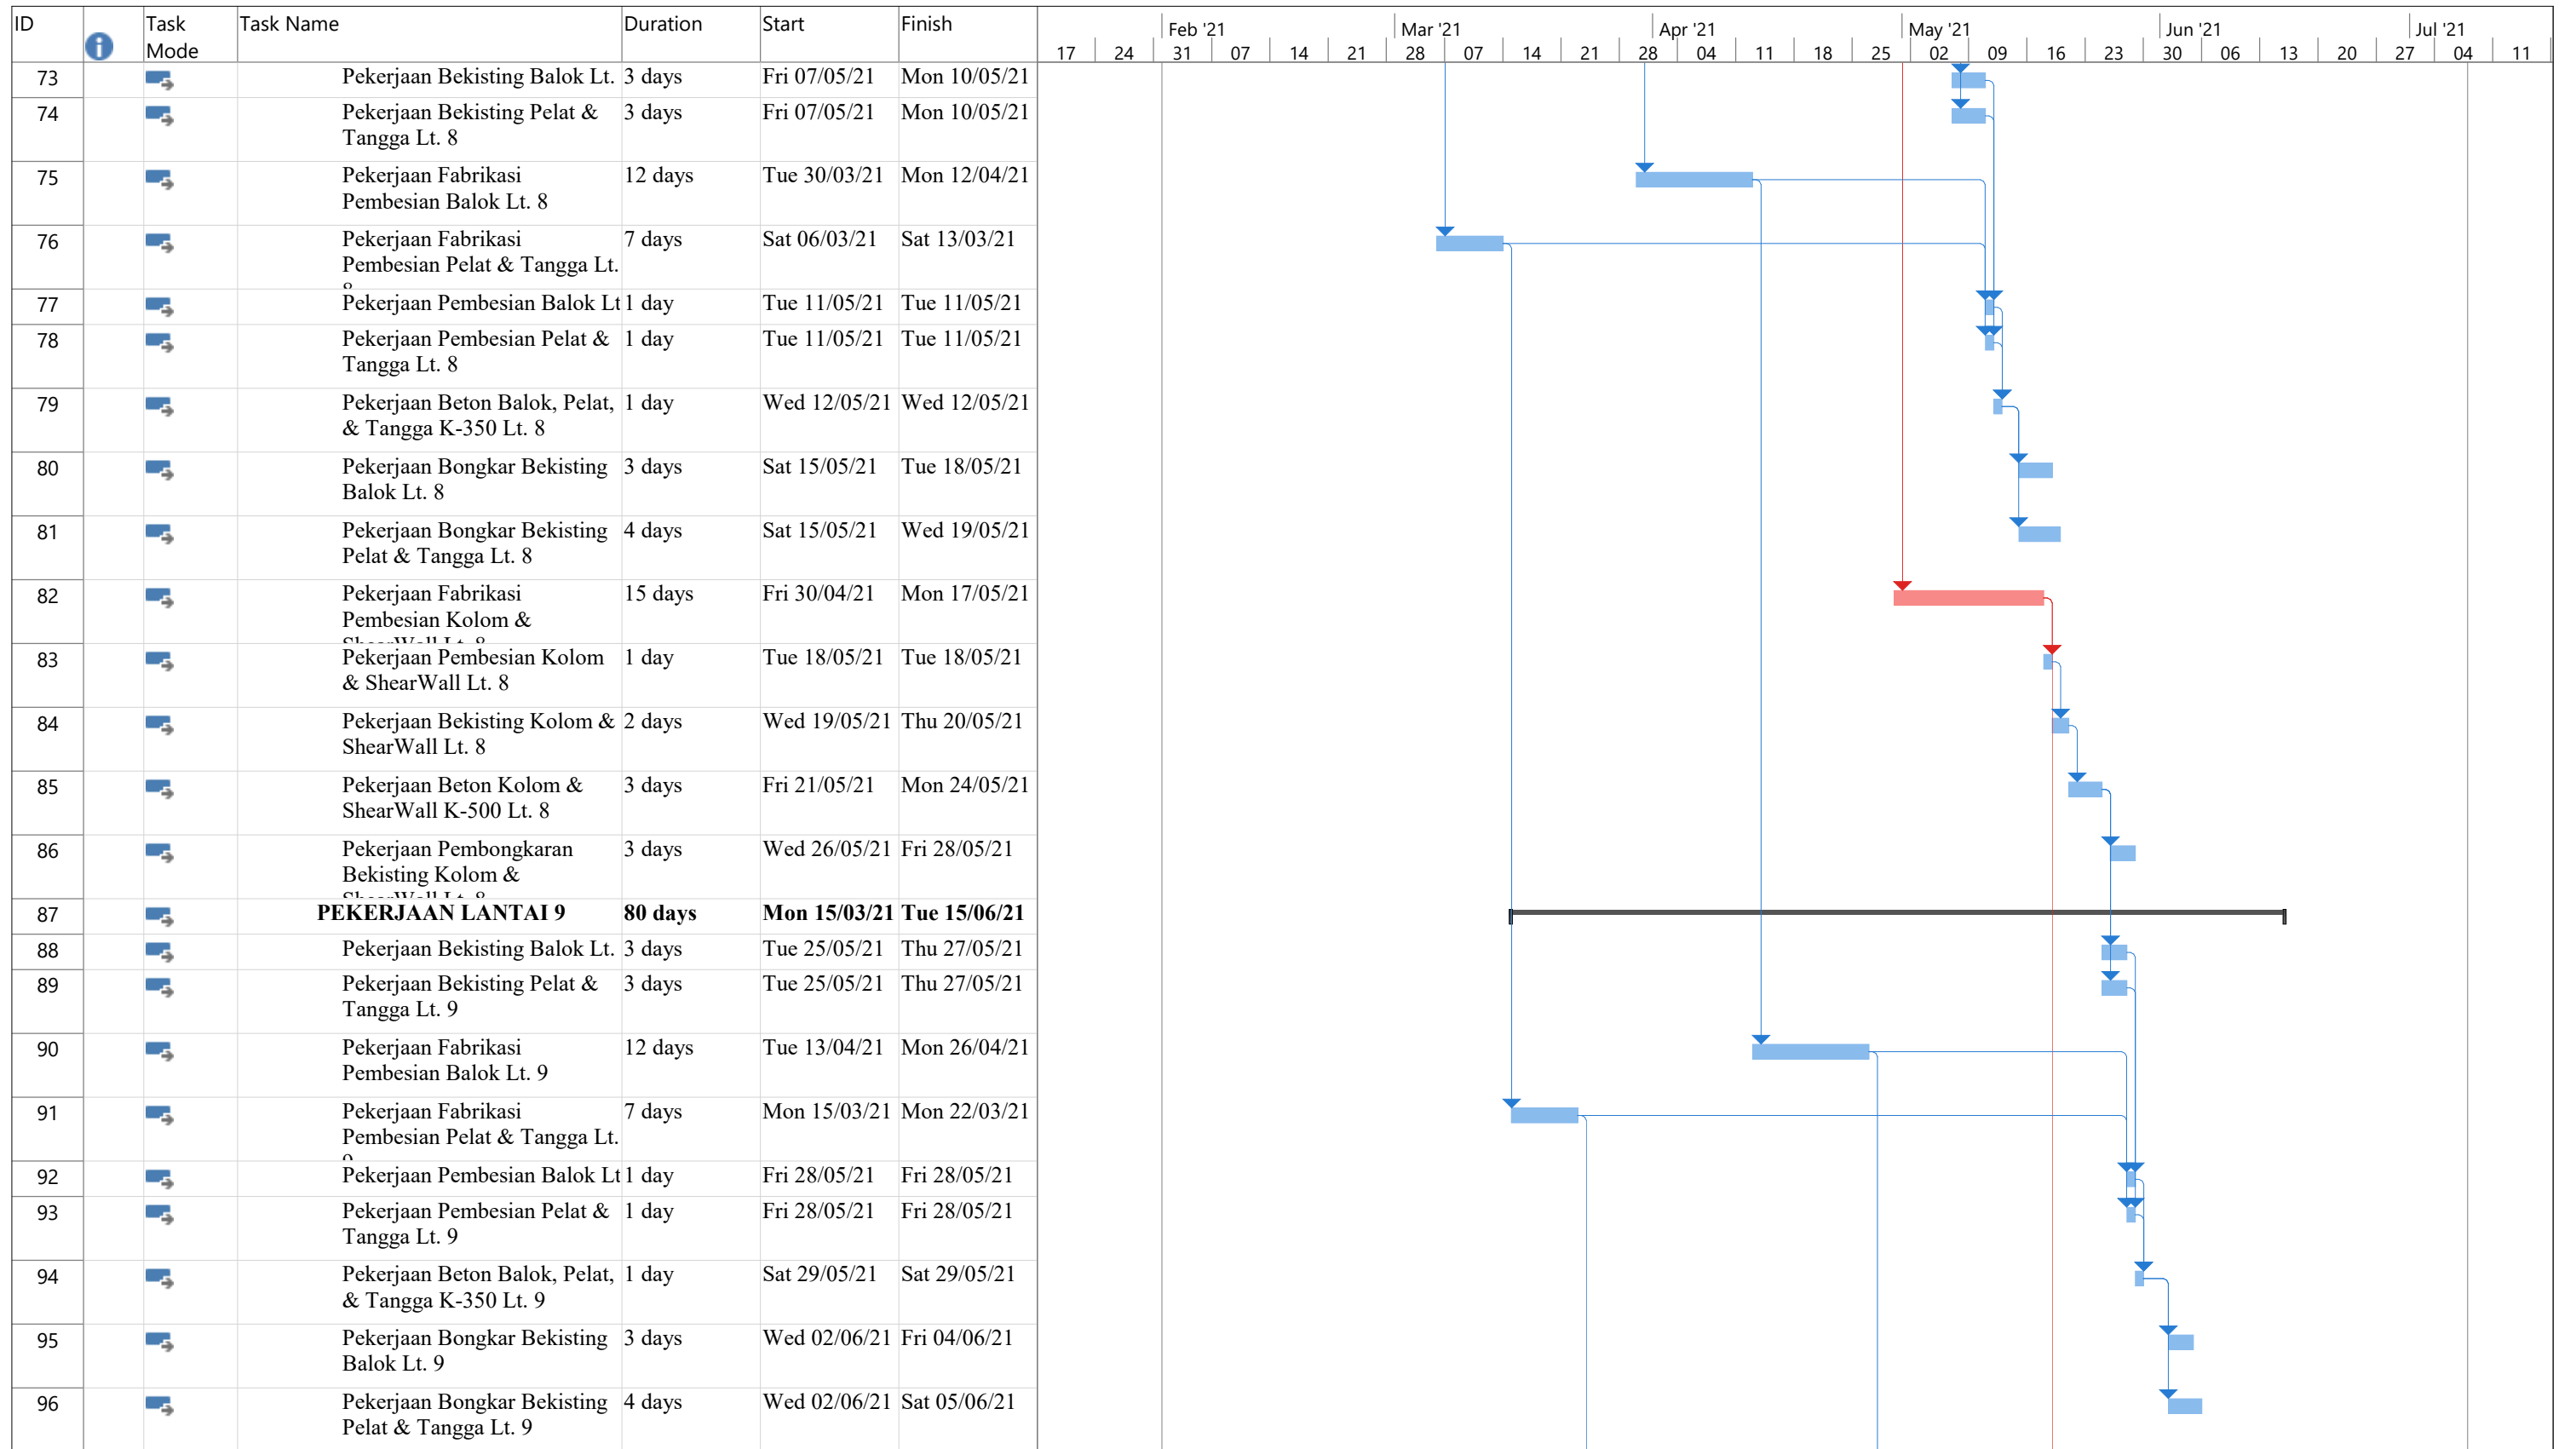 ID Task Mode Task Name Duration Start Finish
Feb '21 Mar '21 Apr '21 May '21 Jun '21 Jul '21
17 24 31 07 14 21 28 07 14 21 28 04 11 18 25 02 09 16 23 30 06 13 20 27 04 11
73 Pekerjaan Bekisting Balok Lt. 3 days Fri 07/05/21 Mon 10/05/21
74 Pekerjaan Bekisting Pelat & 3 days Fri 07/05/21 Mon 10/05/21
Tangga Lt. 8
75 Pekerjaan Fabrikasi 12 days Tue 30/03/21 Mon 12/04/21
Pembesian Balok Lt. 8
76 Pekerjaan Fabrikasi 7 days Sat 06/03/21 Sat 13/03/21
Pembesian Pelat & Tangga Lt.
77 Pekerjaan Pembesian Balok Lt 1 day Tue 11/05/21 Tue 11/05/21
78 Pekerjaan Pembesian Pelat & 1 day Tue 11/05/21 Tue 11/05/21
Tangga Lt. 8
79 Pekerjaan Beton Balok, Pelat, 1 day Wed 12/05/21 Wed 12/05/21
& Tangga K-350 Lt. 8
80 Pekerjaan Bongkar Bekisting 3 days Sat 15/05/21 Tue 18/05/21
Balok Lt. 8
81 Pekerjaan Bongkar Bekisting 4 days Sat 15/05/21 Wed 19/05/21
Pelat & Tangga Lt. 8
82 Pekerjaan Fabrikasi 15 days Fri 30/04/21 Mon 17/05/21
Pembesian Kolom &
83 Pekerjaan Pembesian Kolom 1 day Tue 18/05/21 Tue 18/05/21
& ShearWall Lt. 8
84 Pekerjaan Bekisting Kolom & 2 days Wed 19/05/21 Thu 20/05/21
ShearWall Lt. 8
85 Pekerjaan Beton Kolom & 3 days Fri 21/05/21 Mon 24/05/21
ShearWall K-500 Lt. 8
86 Pekerjaan Pembongkaran 3 days Wed 26/05/21 Fri 28/05/21
Bekisting Kolom &
87 PEKERJAAN LANTAI 9 80 days Mon 15/03/21 Tue 15/06/21
88 Pekerjaan Bekisting Balok Lt. 3 days Tue 25/05/21 Thu 27/05/21
89 Pekerjaan Bekisting Pelat & 3 days Tue 25/05/21 Thu 27/05/21
Tangga Lt. 9
90 Pekerjaan Fabrikasi 12 days Tue 13/04/21 Mon 26/04/21
Pembesian Balok Lt. 9
91 Pekerjaan Fabrikasi 7 days Mon 15/03/21 Mon 22/03/21
Pembesian Pelat & Tangga Lt.
92 Pekerjaan Pembesian Balok Lt 1 day Fri 28/05/21 Fri 28/05/21
93 Pekerjaan Pembesian Pelat & 1 day Fri 28/05/21 Fri 28/05/21
Tangga Lt. 9
94 Pekerjaan Beton Balok, Pelat, 1 day Sat 29/05/21 Sat 29/05/21
& Tangga K-350 Lt. 9
95 Pekerjaan Bongkar Bekisting 3 days Wed 02/06/21 Fri 04/06/21
Balok Lt. 9
96 Pekerjaan Bongkar Bekisting 4 days Wed 02/06/21 Sat 05/06/21
Pelat & Tangga Lt. 9